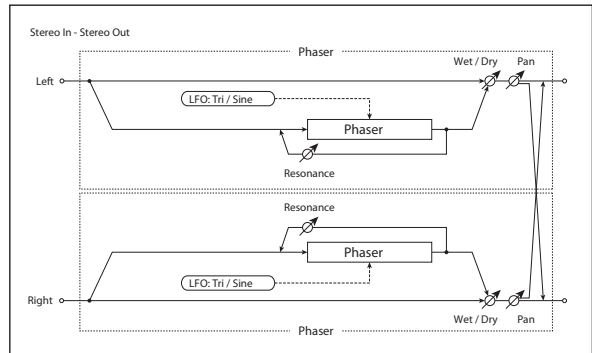 Stereo In - Stereo Out
Phaser
Wet / Dry Pan
Left
LFO: Tri / Sine
Phaser
Resonance
Resonance
Phaser
LFO: Tri / Sine
Right
Wet / Dry Pan
Phaser